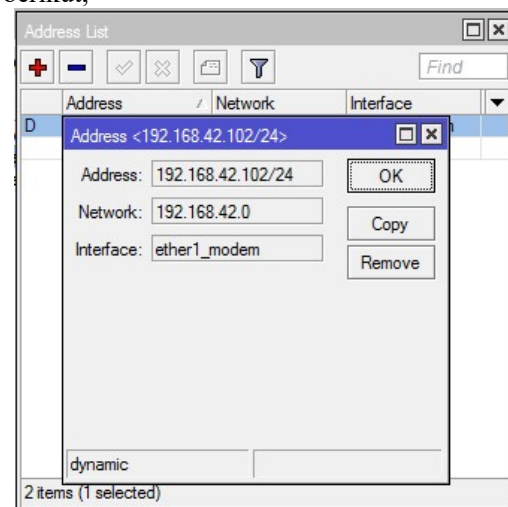 Address List
Find
Address Network Interface
D
Address <192.168.42.102/24>
Address: 192.168.42.102/24 OK
Network: 192.168.42.0 Copy
Interface: ether1_modem Remove
dynamic
2 items (1 selected)